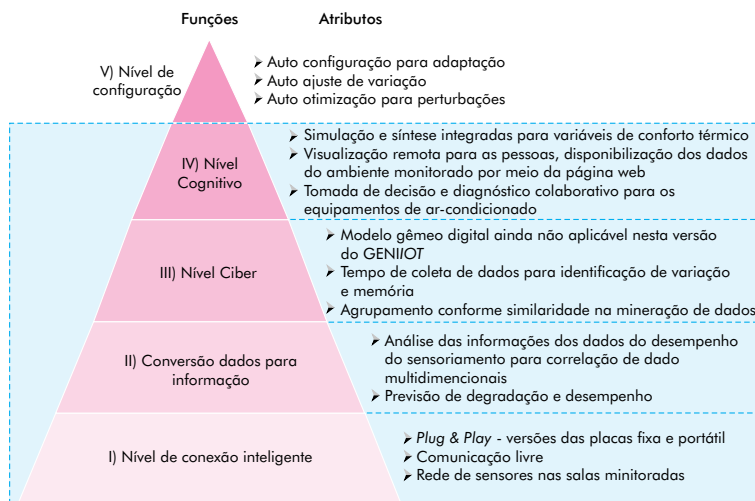 Funções
Atributos
V) Nível de
configuração
➢ Auto configuração para adaptação
➢ Auto ajuste de variação
➢ Auto otimização para perturbações
IV) Nível
Cognitivo
➢ Simulação e síntese integradas para variáveis de conforto térmico
➢ Visualização remota para as pessoas, disponibilização dos dados
do ambiente monitorado por meio da página web
➢ Tomada de decisão e diagnóstico colaborativo para os
equipamentos de ar-condicionado
III) Nível Ciber
➢ Modelo gêmeo digital ainda não aplicável nesta versão
do GENIIOT
➢ Tempo de coleta de dados para identificação de variação
e memória
➢ Agrupamento conforme similaridade na mineração de dados
II) Conversão dados para
informação
➢ Análise das informações dos dados do desempenho
do sensoriamento para correlação de dado
multidimencionais
➢ Previsão de degradação e desempenho
I) Nível de conexão inteligente
➢ Plug & Play - versões das placas fixa e portátil
➢ Comunicação livre
➢ Rede de sensores nas salas minitoradas